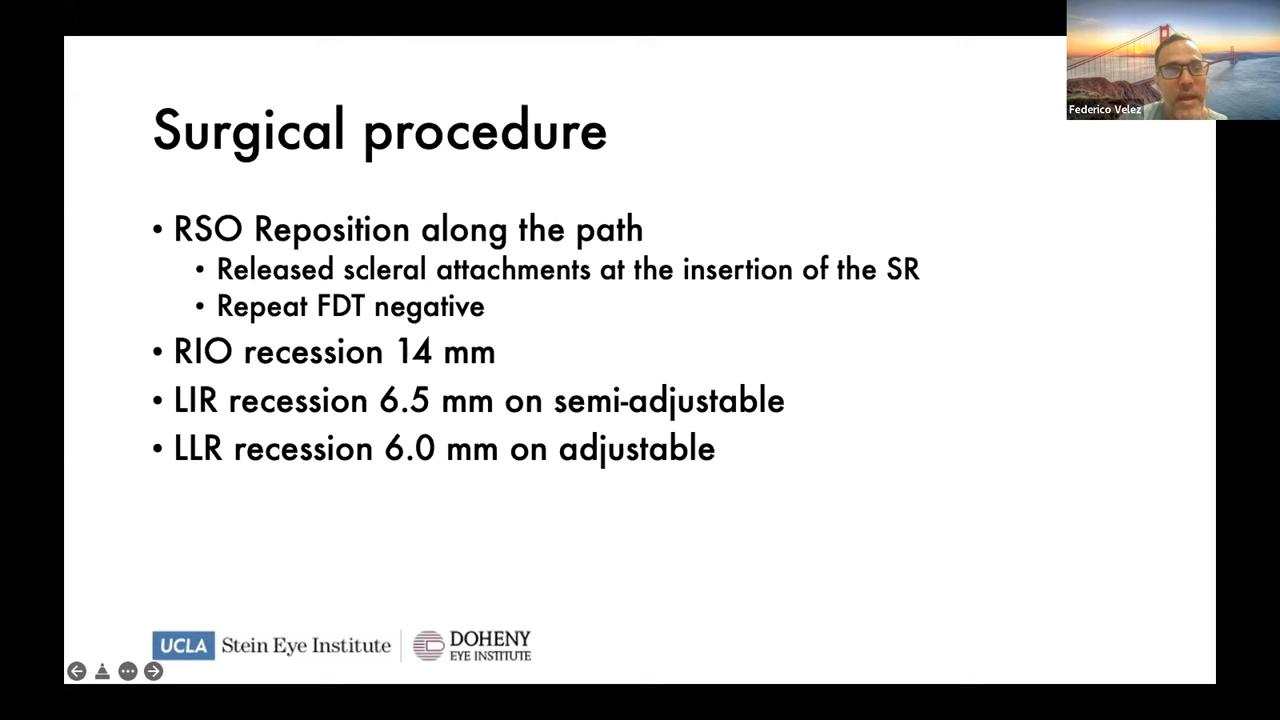 Federico Velez
Surgical procedure
• RSO Reposition along the path
• Released scleral attachments at the insertion of the SR
• Repeat FDT negative
• RIO recession 14 mm
• LIR recession 6.5 mm on semi-adjustable
• LLR recession 6.0 mm on adjustable
UCLA Stein Eye Institute
DOHENY
EYE INSTITUTE